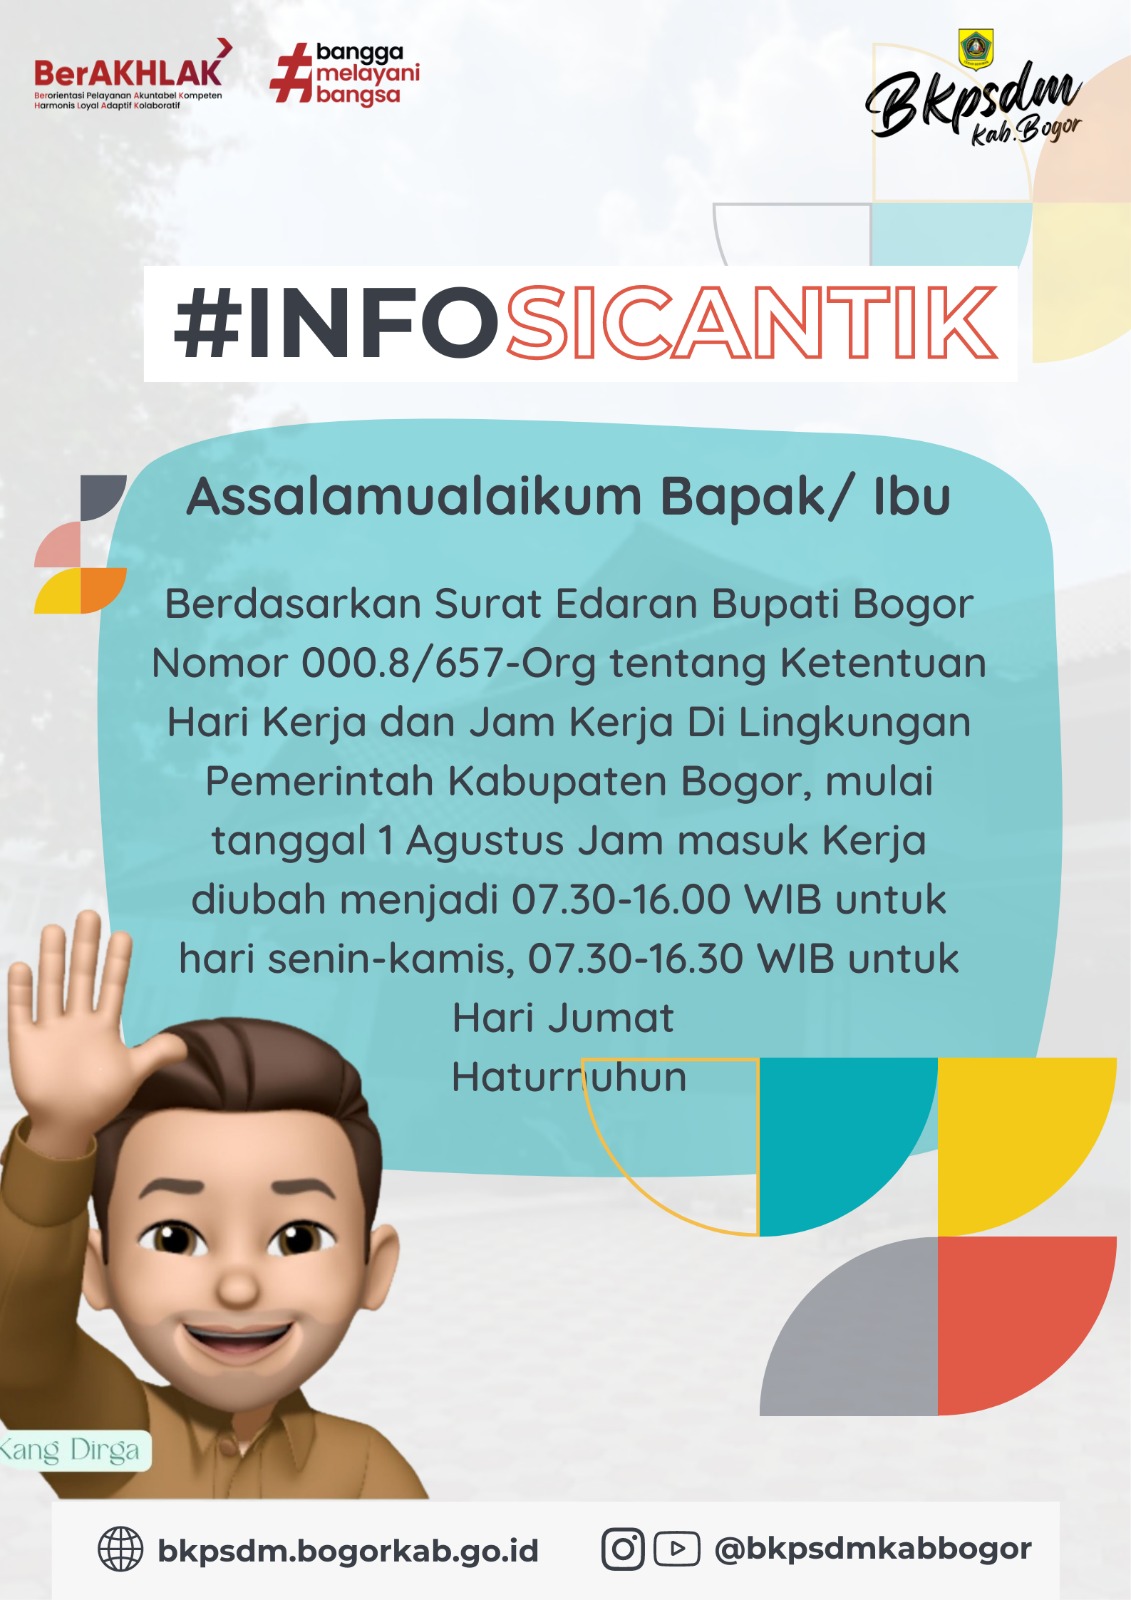 BerAKHLAK
Berorientasi Pelayanan Akuntabel Kompeten
Harmonis Loyal Adaptif Kolaboratif
#bangga
melayani
bangsa
Bkpsdm
Kab.Bogor
#INFOSICANTIK
Assalamualaikum Bapak/ Ibu
Berdasarkan Surat Edaran Bupati Bogor
Nomor 000.8/657-Org tentang Ketentuan
Hari Kerja dan Jam Kerja Di Lingkungan
Pemerintah Kabupaten Bogor, mulai
tanggal 1 Agustus Jam masuk Kerja
diubah menjadi 07.30-16.00 WIB untuk
hari senin-kamis, 07.30-16.30 WIB untuk
Hari Jumat
Haturnuhun
Kang Dirga
bkpsdm.bogorkab.go.id
@bkpsdmkabbogor